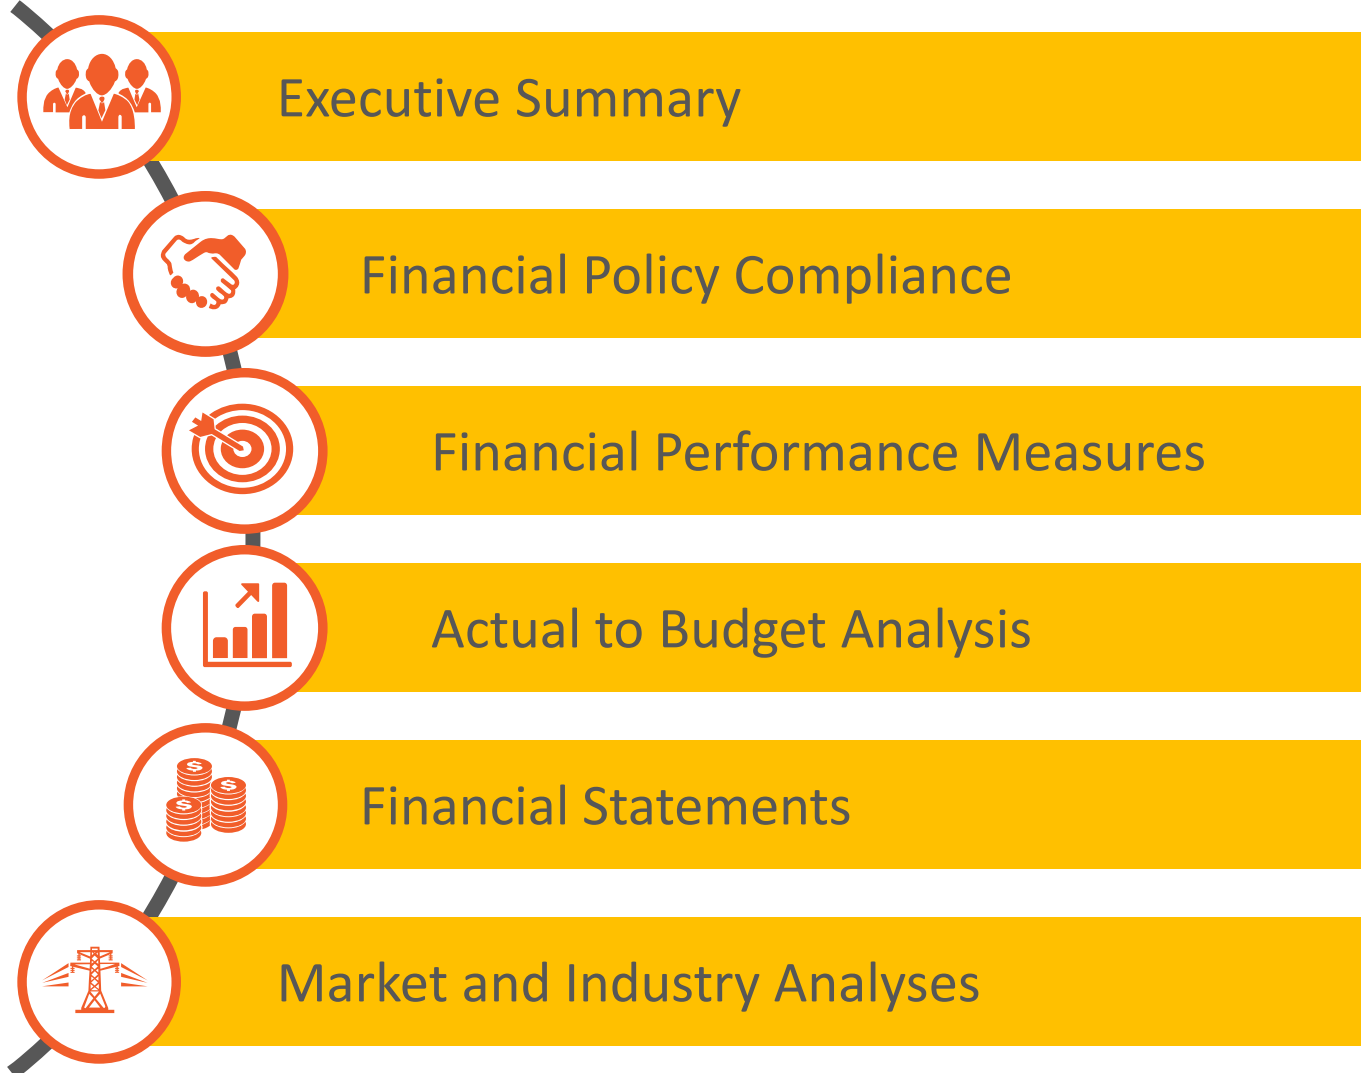 Executive Summary
Financial Policy Compliance
Financial Performance Measures
Actual to Budget Analysis
$
$
$
Financial Statements
Market and Industry Analyses